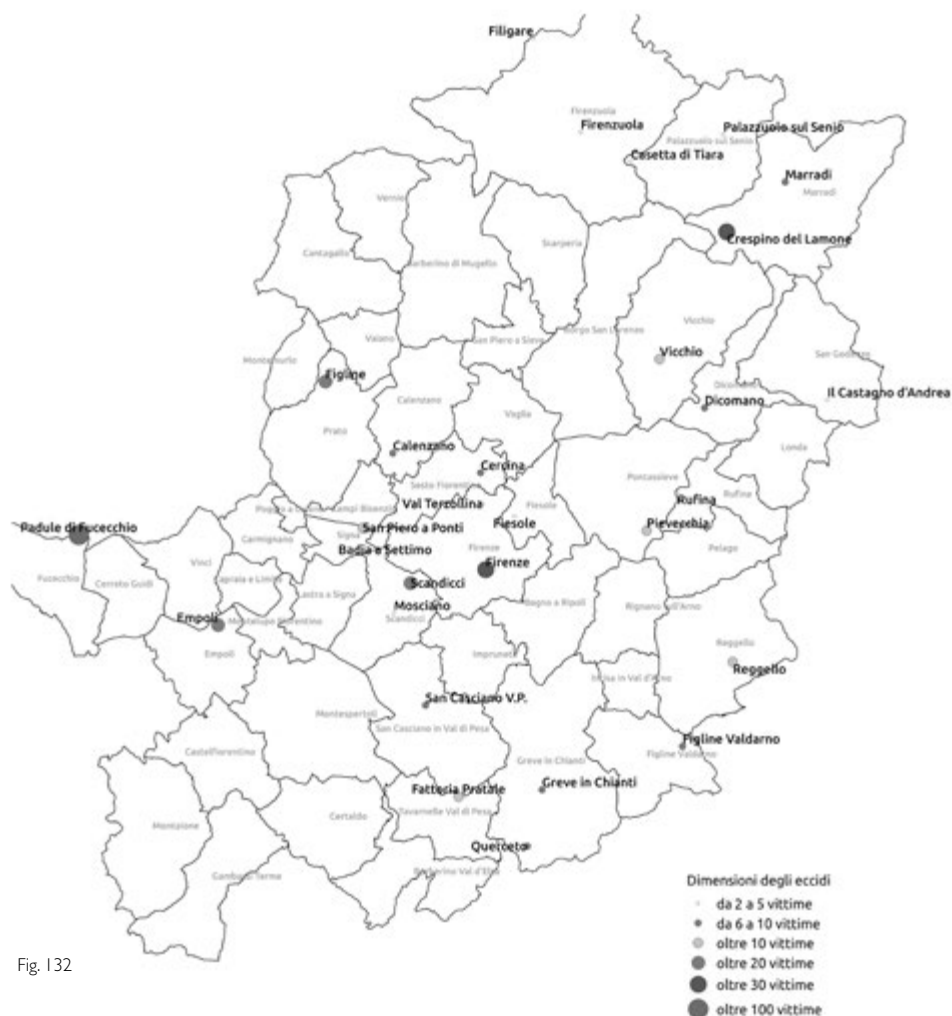 Filigare
Firenzuola
Firenzuola
Palazzuolo sul Senio
Palazzuolo sul Senio
Casetta di Tiara
Marradi
Marradi
Vernio
Crespino del Lamone
Scarperia
Cantagallo
Barberino di Mugello
Vicchio
Borgo San Lorenzo
Vaiano
San Piero a Sieve
Vicchio
San Godenzo
Montemurlo
Figline
Dicomano
Il Castagno d'Andrea
Calenzano
Dicomano
Vaglia
Prato
Londa
Calenzano
Cercina
Pontassieve
Sesto Fiorentino
Rufina
Rufina
Val Terzollina
Fiesole
Campi Bisenzio
Padule di Fucecchio
San Piero a Ponti
Fiesole
Pievecchia
Signa
Carmignano
Firenze
Badia a Settimo
Pelago
Vinci
Firenze
Fucecchio
Cerreto Guidi
Capraia e Limite
Scandicci
Lastra a Signa
Mosciano
Bagno a Ripoli
Rignano sull'Arno
Empoli
Montelupo Fiorentino
Scandicci
Reggello
Empoli
Impruneta
Reggello
Incisa in Val d'Arno
San Casciano V.P.
Montespertoli
San Casciano in Val di Pesa
Figline Valdarno
Castelfiorentino
Greve in Chianti
Figline Valdarno
Greve in Chianti
Fattoria Pratale
Tavarnelle Val di Pesa
Certaldo
Montaione
Querceto
Gambassi Terme
Barberino Val d'Elsa
Dimensioni degli eccidi
da 2 a 5 vittime
da 6 a 10 vittime
oltre 10 vittime
oltre 20 vittime
oltre 30 vittime
oltre 100 vittime
Fig. 132